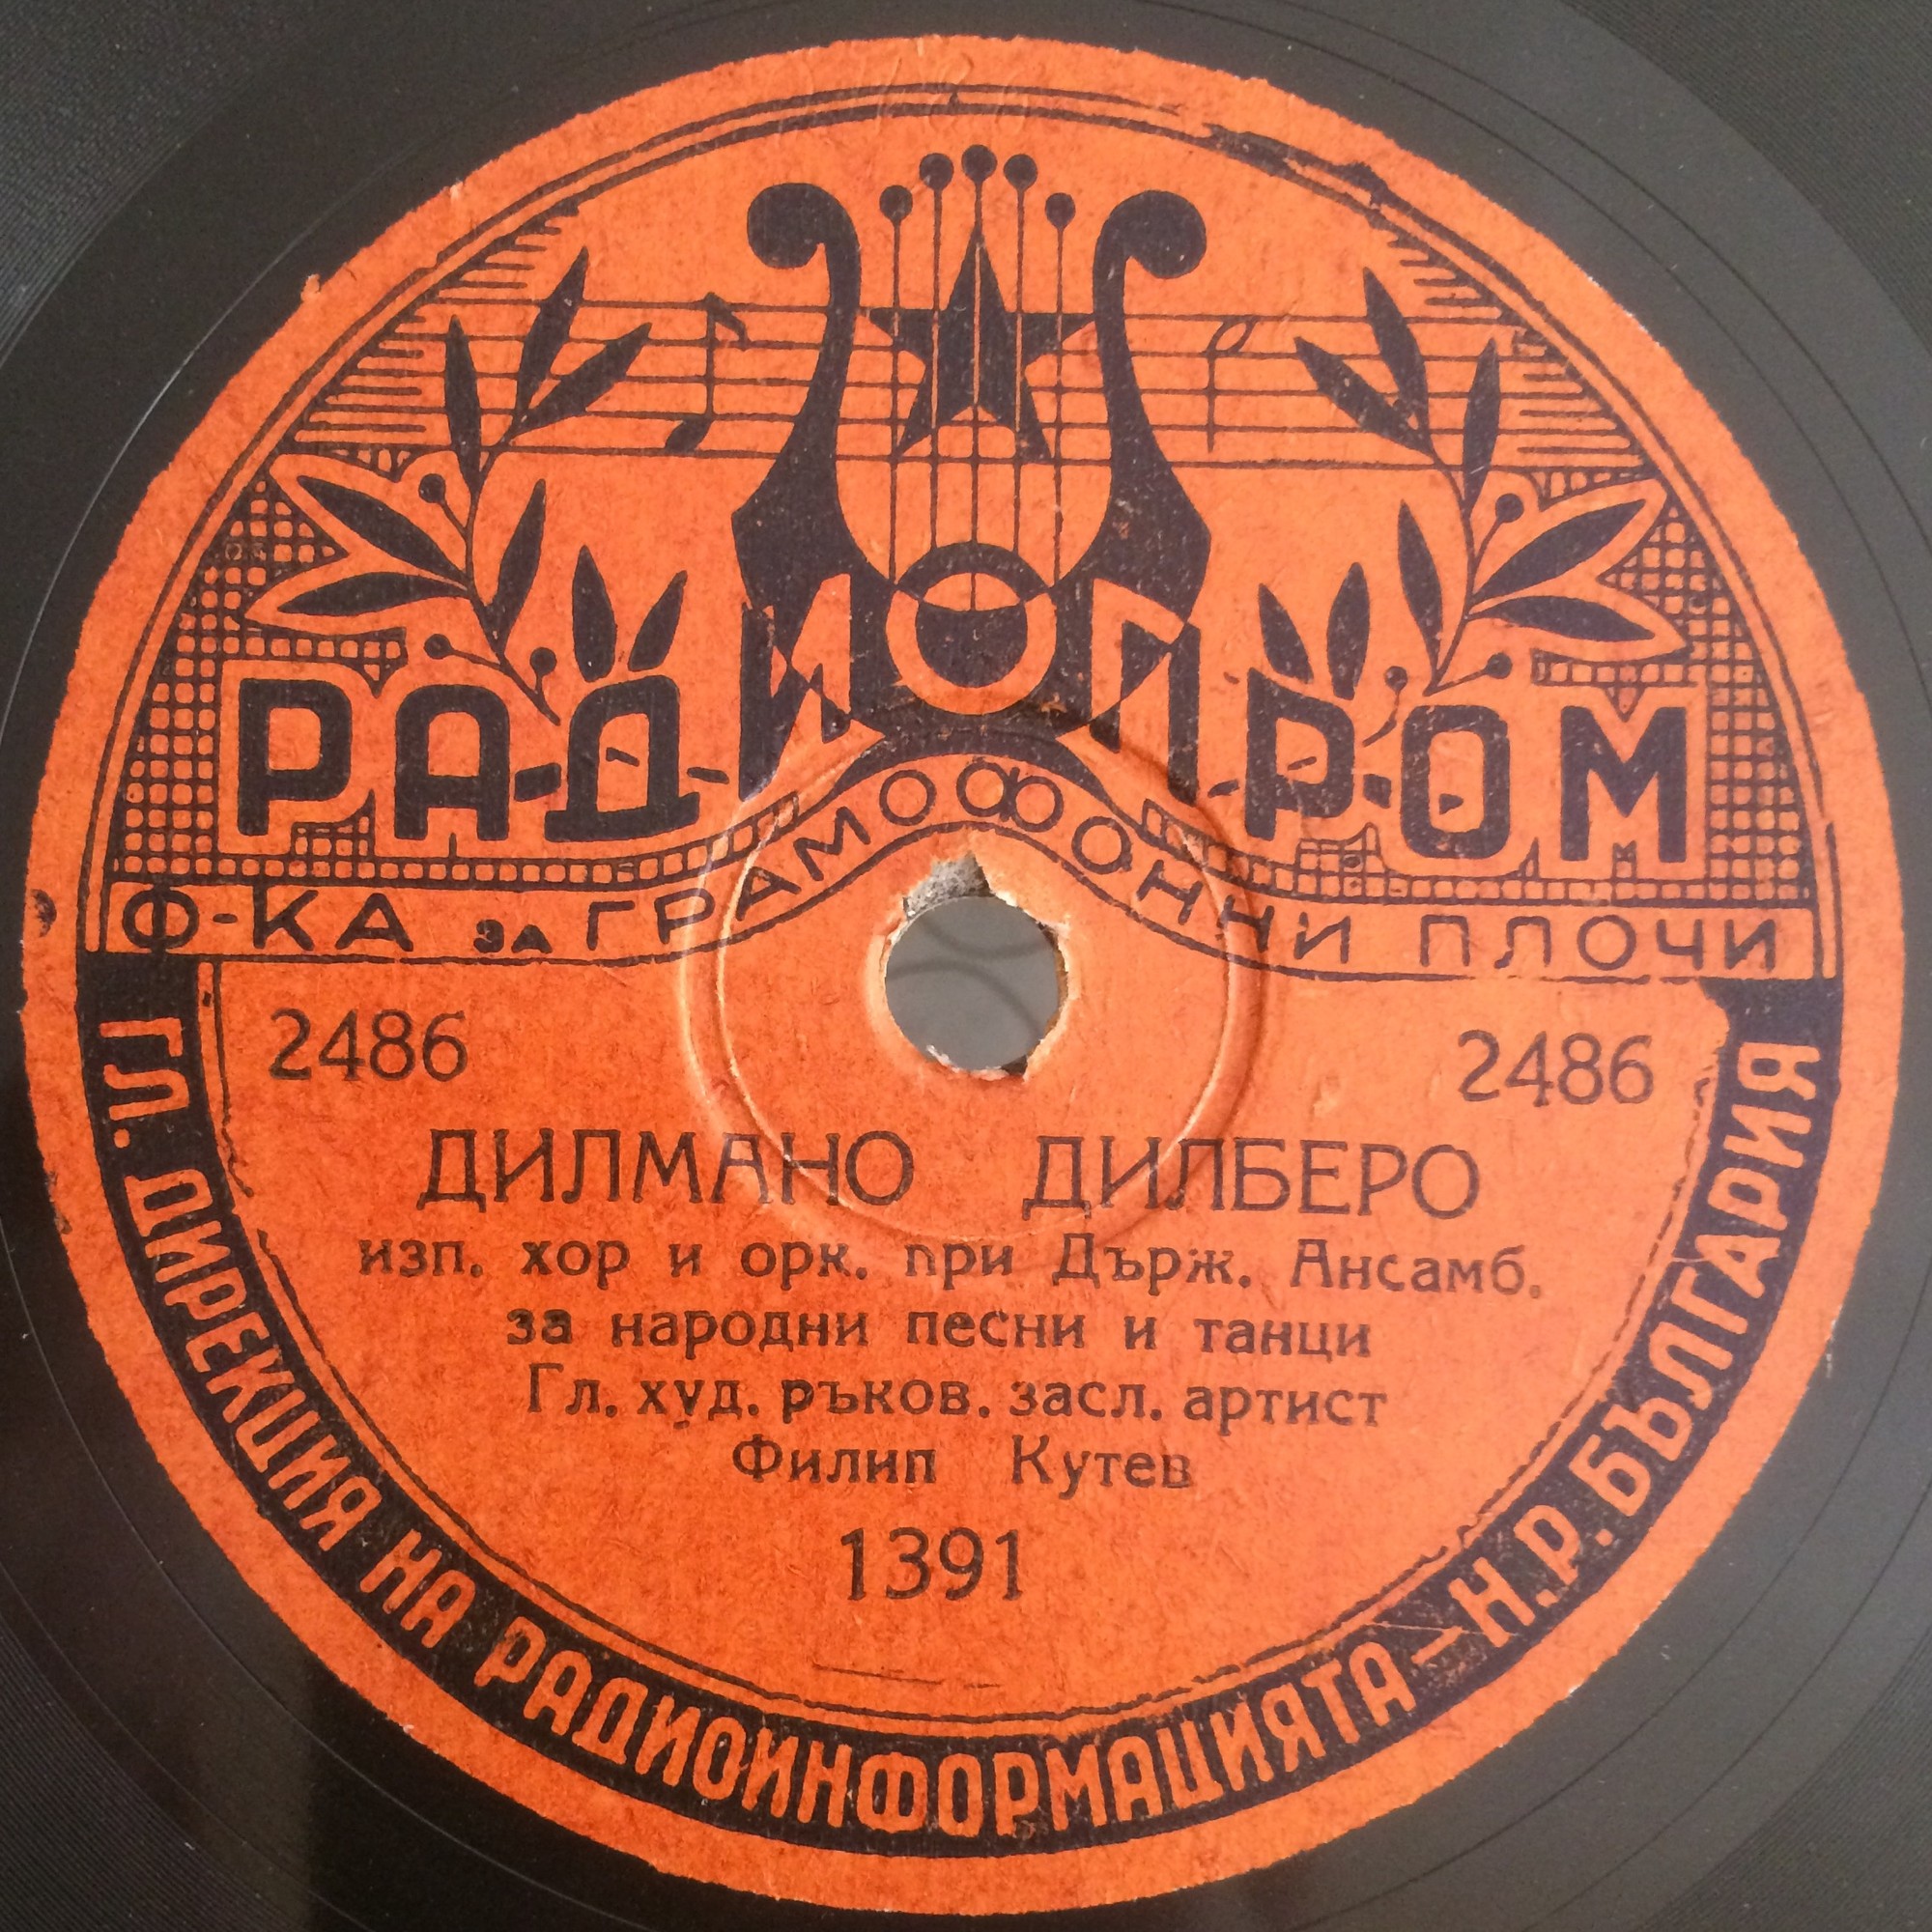 РАДИОПРОМ
Ф-КА за ГРАМОФОННИ ПЛОЧИ
2486 2486
ДИЛМАНО ДИЛБЕРО
изп. хор и орк. при Държ. Ансамб.
за народни песни и танци
Гл. худ. ръков. засл. артист
Филип Кутев
1391
ГЛ. ДИРЕКЦИЯ НА РАДИОИНФОРМАЦИЯТА – Н.Р. БЪЛГАРИЯ